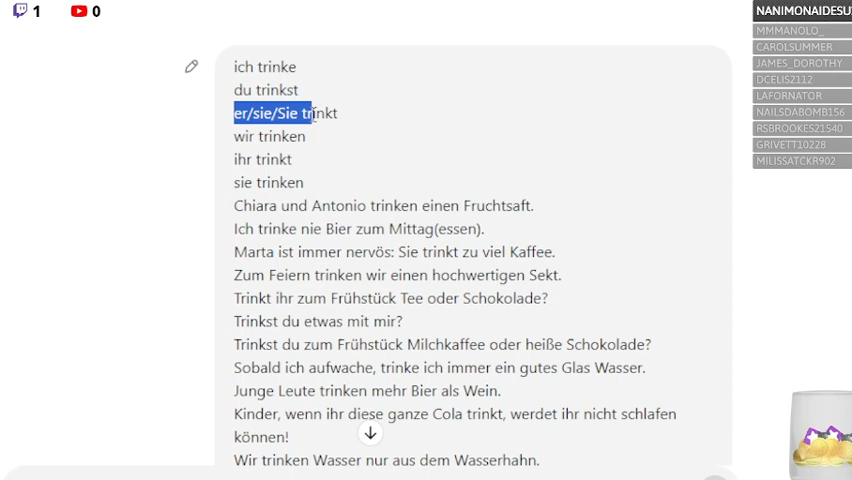 1
0
ich trinke
du trinkst
er/sie/Sie trinkt
wir trinken
ihr trinkt
sie trinken
Chiara und Antonio trinken einen Fruchtsaft.
Ich trinke nie Bier zum Mittag(essen).
Marta ist immer nervös: Sie trinkt zu viel Kaffee.
Zum Feiern trinken wir einen hochwertigen Sekt.
Trinkt ihr zum Frühstück Tee oder Schokolade?
Trinkst du etwas mit mir?
Trinkst du zum Frühstück Milchkaffee oder heiße Schokolade?
Sobald ich aufwache, trinke ich immer ein gutes Glas Wasser.
Junge Leute trinken mehr Bier als Wein.
Kinder, wenn ihr diese ganze Cola trinkt, werdet ihr nicht schlafen
können!
Wir trinken Wasser nur aus dem Wasserhahn.
NANIMONAIDESU
MMMANOLO_
CAROLSUMMER
JAMES_DOROTHY
DCELIS2112
LAFORNATOR
NAILSDABOMB156
RSBROOKES21540
GRIVETT10228
MILISSATCKR902